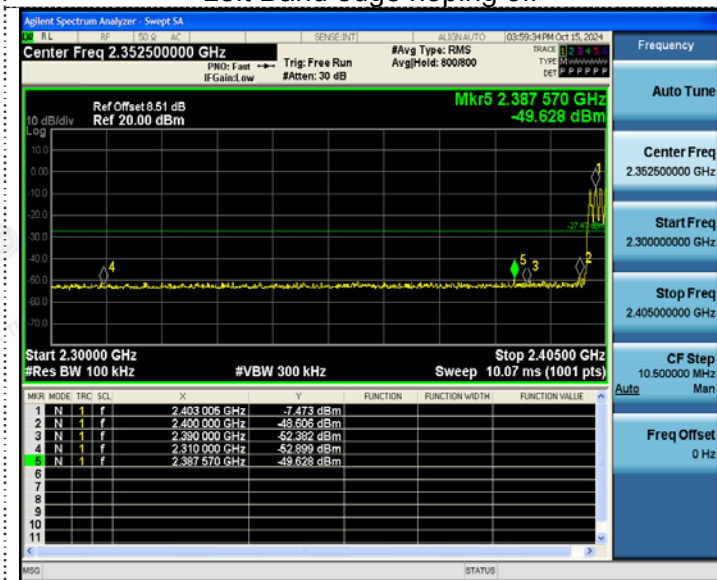 Left Band edge hoping off
Agilent Spectrum Analyzer - Swept SA
RL RF 50 Ω AC SENSE:INT ALIGN AUTO 03:59:34 PM Oct 15, 2024
Center Freq 2.352500000 GHz
PNO: Fast Trig: Free Run
IFGain:Low #Atten: 30 dB
#Avg Type: RMS
Avg|Hold: 800/800
TRACE 1 2 3 4 5 6
TYPE M W W W W W
DET P P P P P P
Frequency
Mkr5 2.387 570 GHz
-49.628 dBm
Ref Offset 8.51 dB
10 dB/div Ref 20.00 dBm
Log
10.0
0.00
-10.0
-20.0
-30.0
-40.0
-50.0
-60.0
-70.0
1
2
3
4
5
Start 2.30000 GHz Stop 2.40500 GHz
#Res BW 100 kHz #VBW 300 kHz Sweep 10.07 ms (1001 pts)
MKR MODE TRC SCL X Y FUNCTION FUNCTION WIDTH FUNCTION VALUE
1 N 1 f 2.403 005 GHz -7.473 dBm
2 N 1 f 2.400 000 GHz -48.606 dBm
3 N 1 f 2.390 000 GHz -52.382 dBm
4 N 1 f 2.310 000 GHz -52.899 dBm
5 N 1 f 2.387 570 GHz -49.628 dBm
6
7
8
9
10
11
MSG STATUS
Auto Tune
Center Freq
2.352500000 GHz
Start Freq
2.300000000 GHz
Stop Freq
2.405000000 GHz
CF Step
10.500000 MHz
Auto Man
Freq Offset
0 Hz